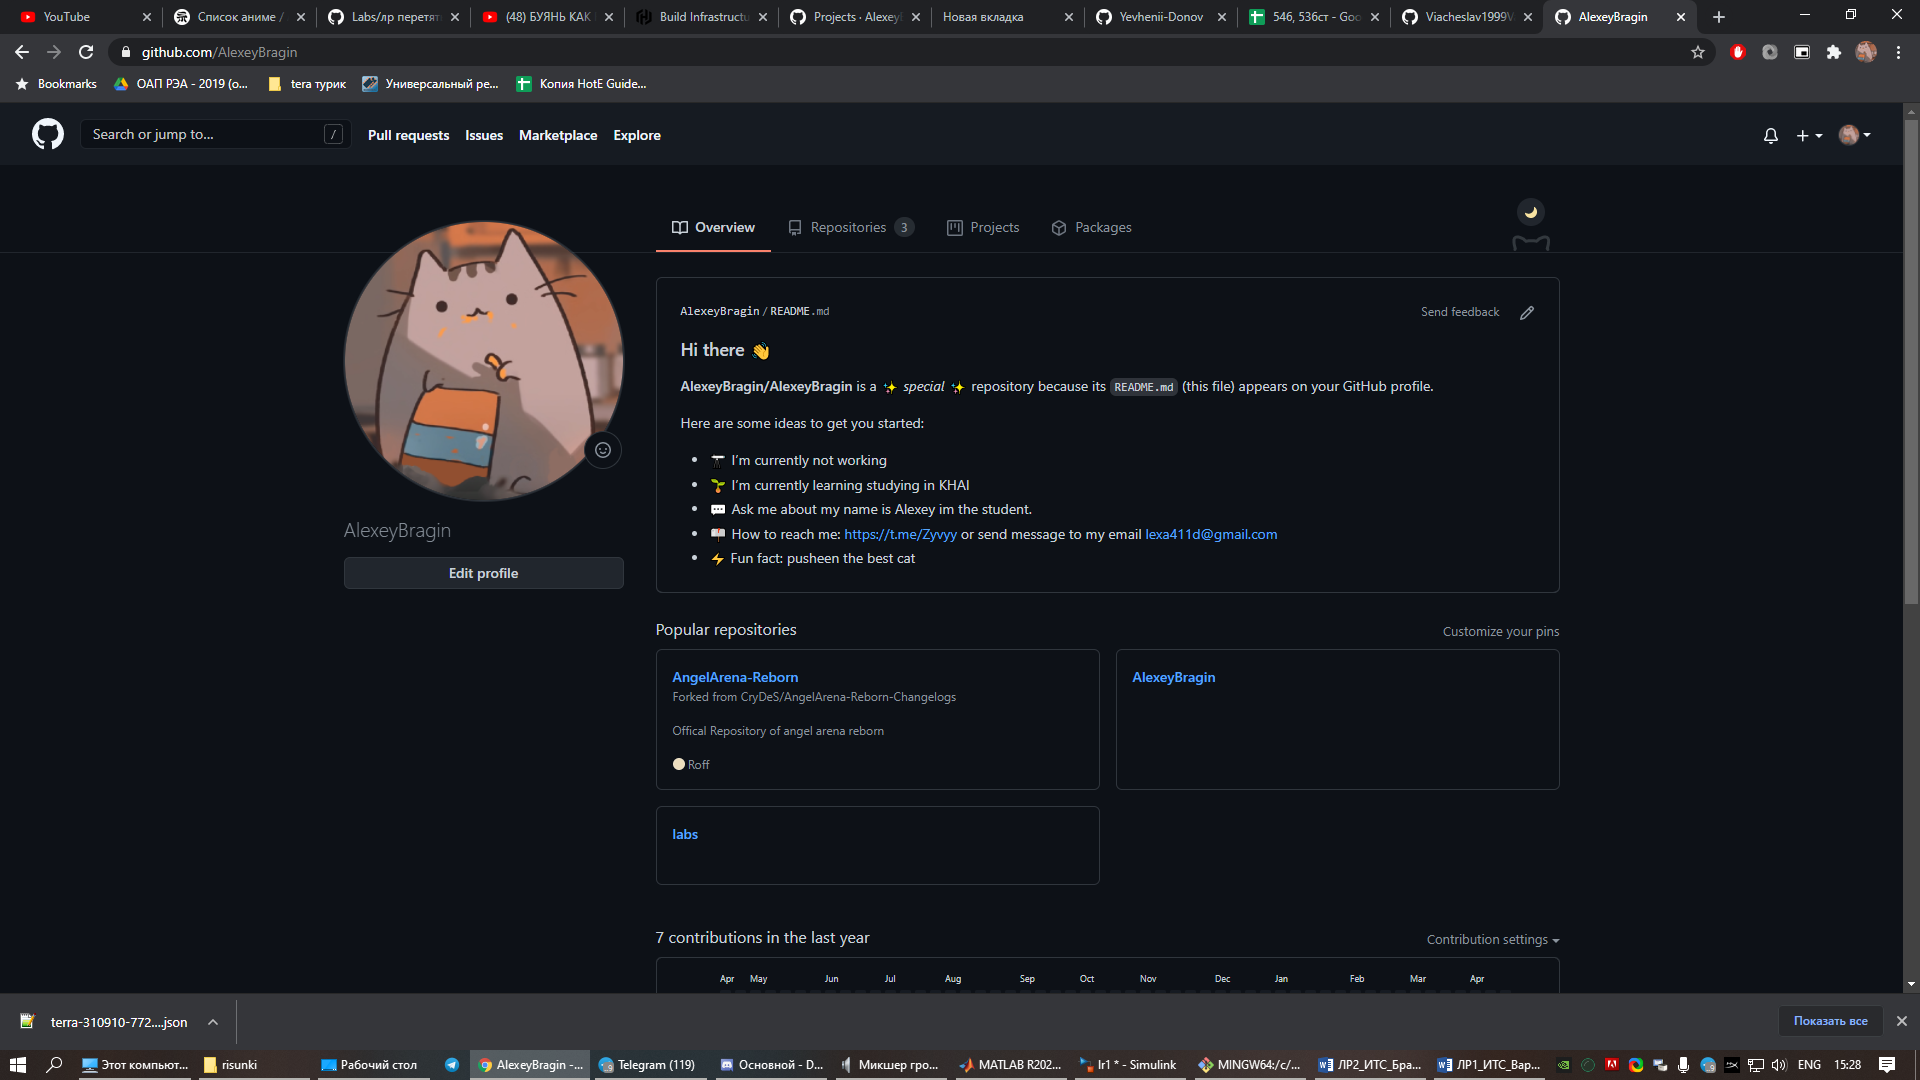 YouTube
Список аниме /
Labs/лр перетят
(48) БУЯНЬ КАК
Build Infrastructu
Projects · Alexey
Новая вкладка
Yevhenii-Donov
546, 536ст - Goo
Viacheslav1999V
AlexeyBragin
github.com/AlexeyBragin
Bookmarks
ОАП РЭА - 2019 (о...
tera турик
Универсальный ре...
Копия HotE Guide...
Search or jump to...
/
Pull requests
Issues
Marketplace
Explore
Overview
Repositories 3
Projects
Packages
AlexeyBragin / README.md
Send feedback
Hi there 👋
AlexeyBragin/AlexeyBragin is a ✨ special ✨ repository because its README.md (this file) appears on your GitHub profile.
Here are some ideas to get you started:
I'm currently not working
I'm currently learning studying in KHAI
Ask me about my name is Alexey im the student.
How to reach me: https://t.me/Zyvyy or send message to my email lexa411d@gmail.com
Fun fact: pusheen the best cat
AlexeyBragin
Edit profile
Popular repositories
Customize your pins
AngelArena-Reborn
Forked from CryDeS/AngelArena-Reborn-Changelogs
Offical Repository of angel arena reborn
Roff
AlexeyBragin
labs
7 contributions in the last year
Contribution settings
Apr May Jun Jul Aug Sep Oct Nov Dec Jan Feb Mar Apr
terra-310910-772....json
Показать все
Этот компьют...
risunki
Рабочий стол
AlexeyBragin -...
Telegram (119)
Основной - D...
Микшер гро...
MATLAB R202...
lr1 * - Simulink
MINGW64:/c/...
ЛР2_ИТС_Бра...
ЛР1_ИТС_Вар...
ENG
15:28